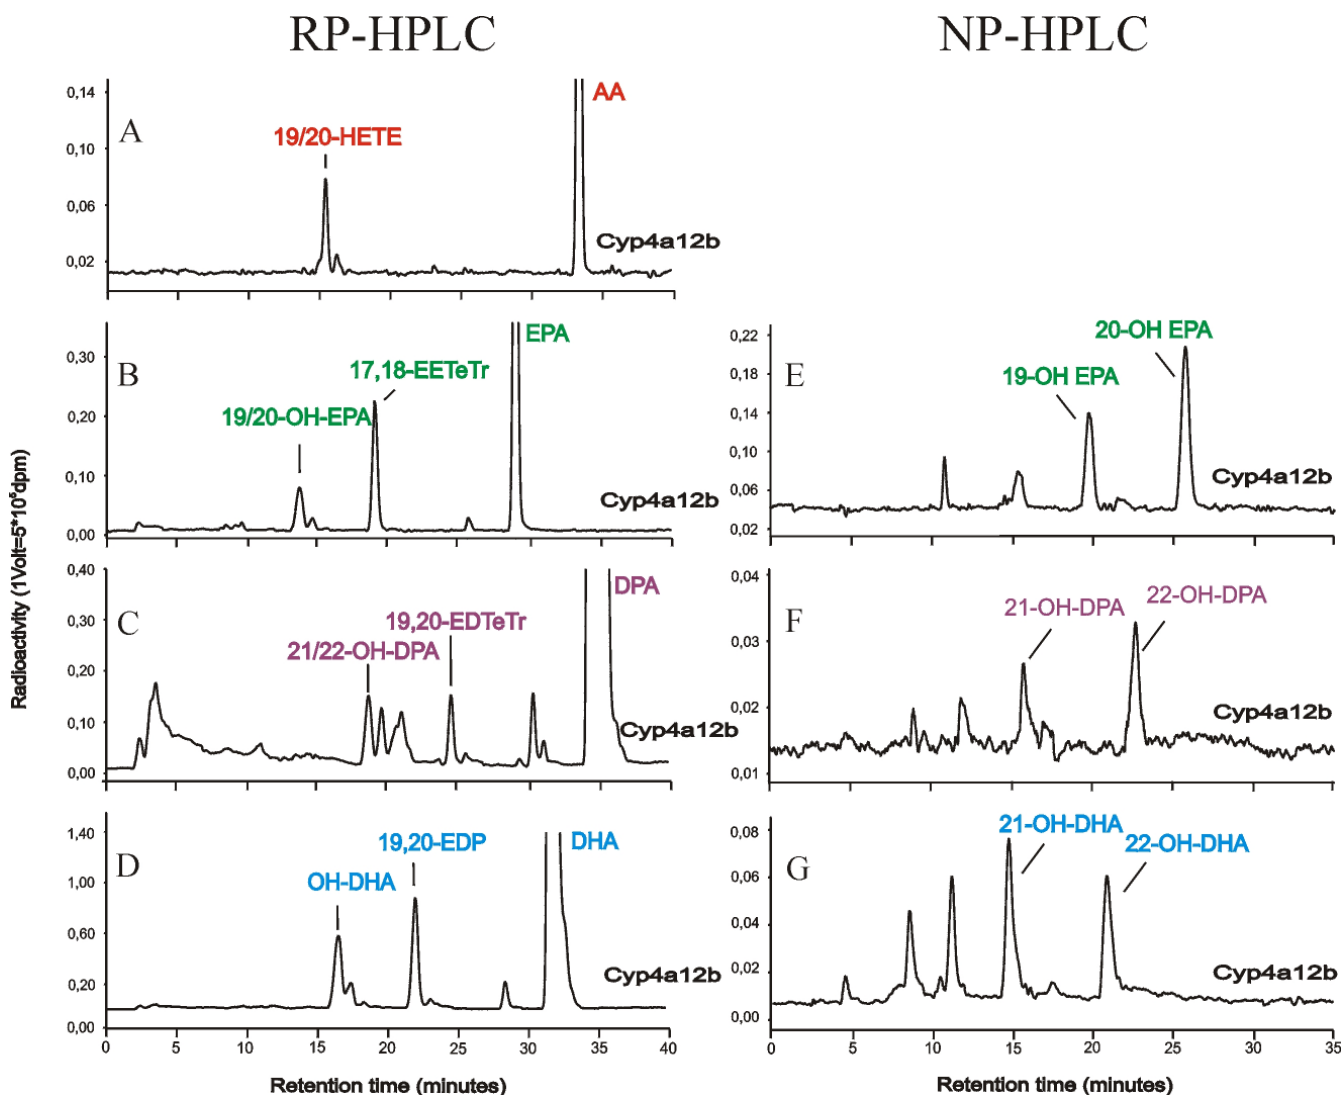 RP-HPLC
NP-HPLC
Radioactivity (1Volt=5*10⁵dpm)
A
0,14
0,10
0,06
0,02
19/20-HETE
AA
Cyp4a12b
B
0,30
0,20
0,10
0,00
19/20-OH-EPA
17,18-EETeTr
EPA
Cyp4a12b
C
0,40
0,30
0,20
0,10
0,00
21/22-OH-DPA
19,20-EDTeTr
DPA
Cyp4a12b
D
1,40
1,00
0,60
0,20
0,00
OH-DHA
19,20-EDP
DHA
Cyp4a12b
0 5 10 15 20 25 30 35 40
Retention time (minutes)
E
0,22
0,18
0,14
0,10
0,06
0,02
19-OH EPA
20-OH EPA
Cyp4a12b
F
0,04
0,03
0,02
0,01
21-OH-DPA
22-OH-DPA
Cyp4a12b
G
0,08
0,06
0,04
0,02
0,00
21-OH-DHA
22-OH-DHA
Cyp4a12b
0 5 10 15 20 25 30 35
Retention time (minutes)